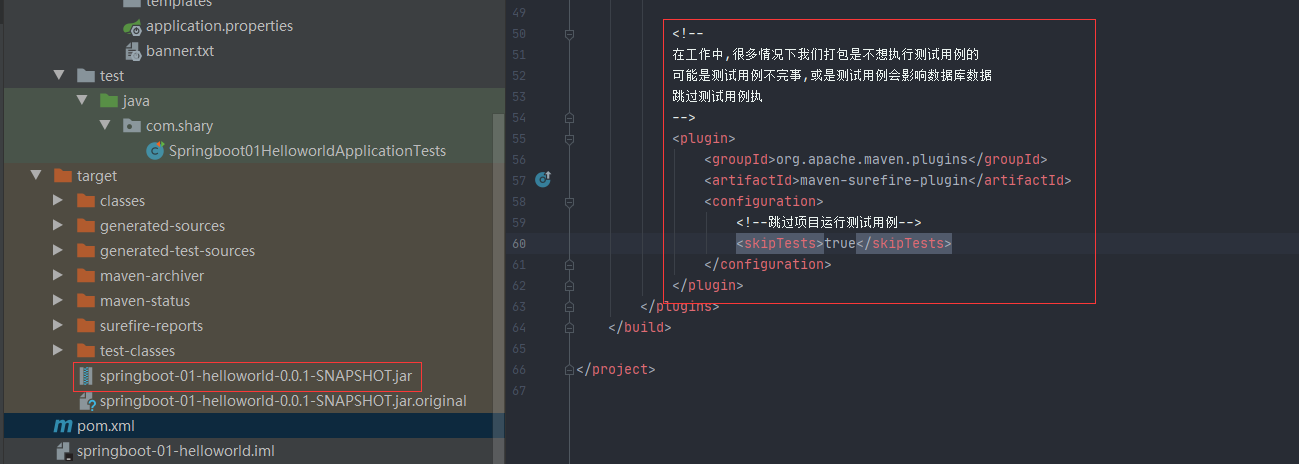 templates
application.properties
banner.txt
test
java
com.shary
Springboot01HelloworldApplicationTests
target
classes
generated-sources
generated-test-sources
maven-archiver
maven-status
surefire-reports
test-classes
springboot-01-helloworld-0.0.1-SNAPSHOT.jar
springboot-01-helloworld-0.0.1-SNAPSHOT.jar.original
pom.xml
springboot-01-helloworld.iml
49
50 <!--
51 在工作中,很多情况下我们打包是不想执行测试用例的
52 可能是测试用例不完事,或是测试用例会影响数据库数据
53 跳过测试用例执
54 -->
55 <plugin>
56 <groupId>org.apache.maven.plugins</groupId>
57 <artifactId>maven-surefire-plugin</artifactId>
58 <configuration>
59 <!--跳过项目运行测试用例-->
60 <skipTests>true</skipTests>
61 </configuration>
62 </plugin>
63 </plugins>
64 </build>
65
66 </project>
67